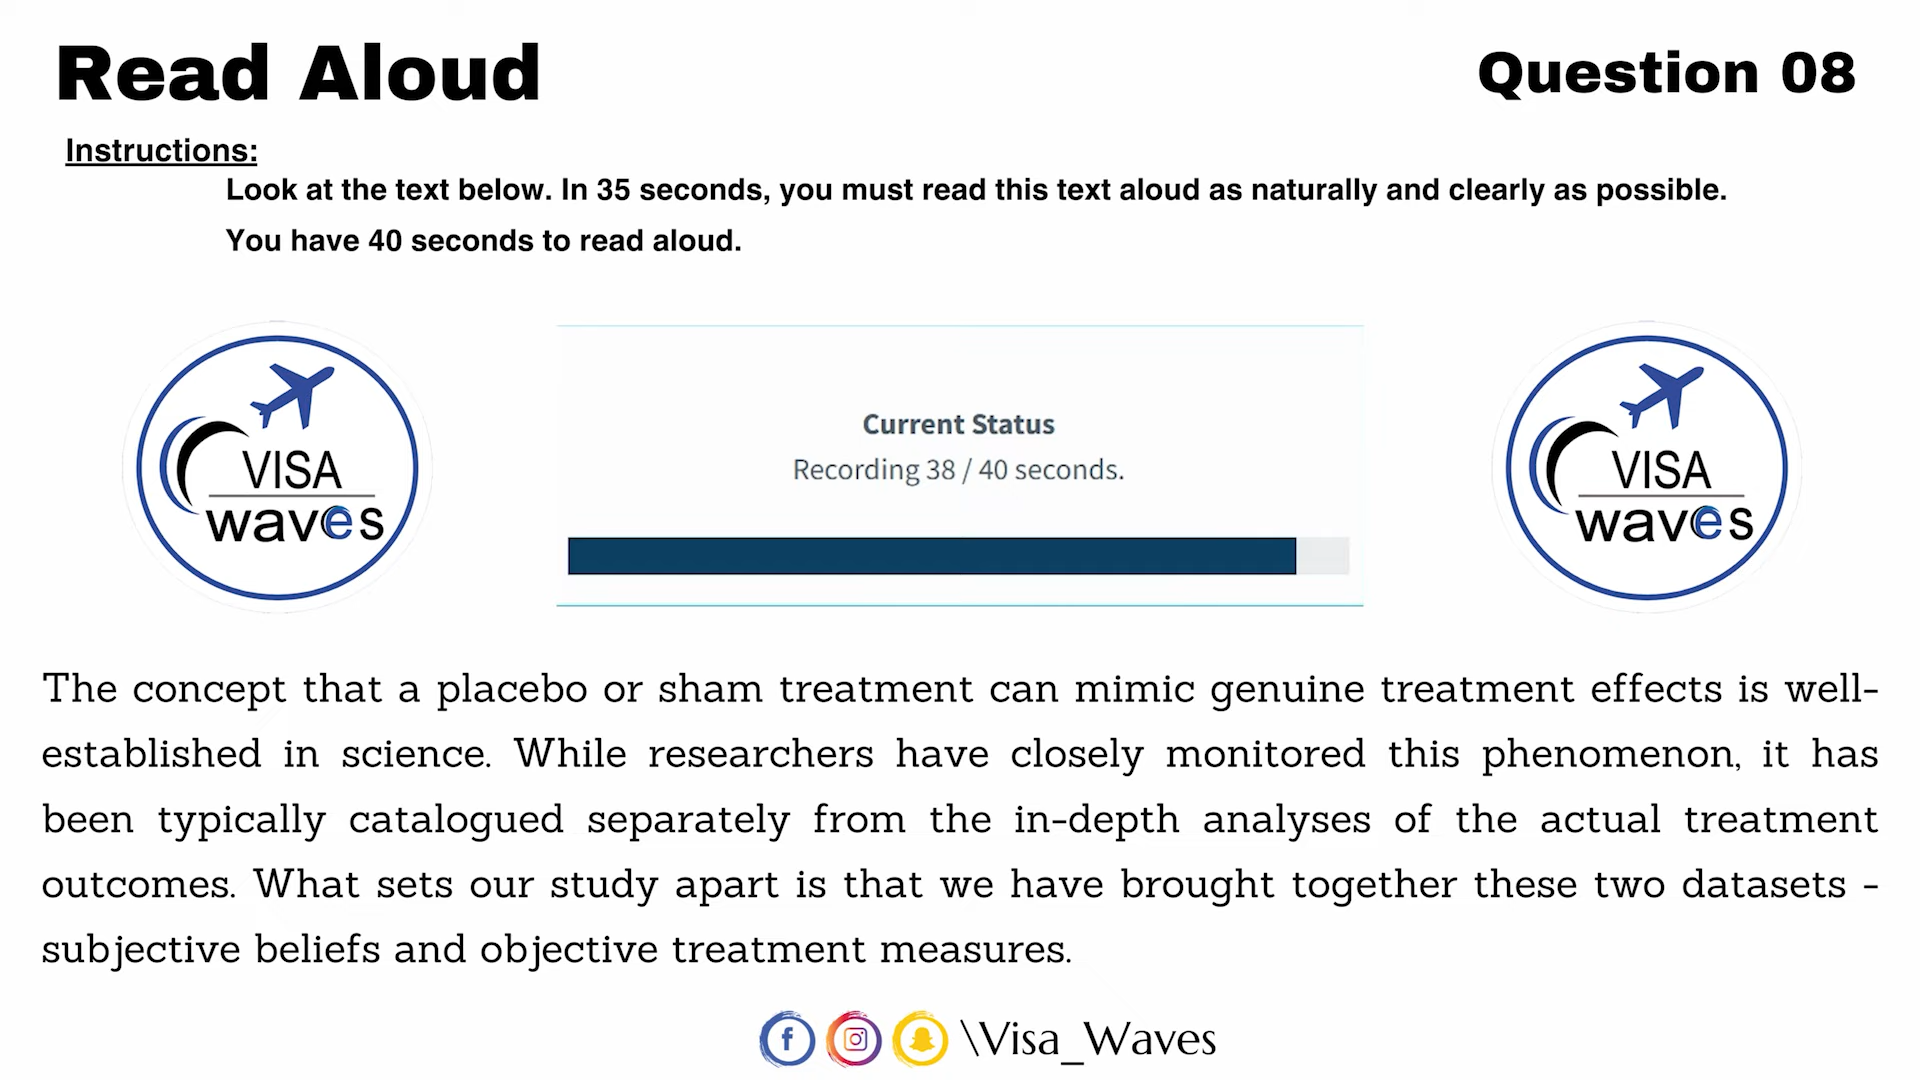 Read Aloud
Question 08
Instructions:
Look at the text below. In 35 seconds, you must read this text aloud as naturally and clearly as possible.
You have 40 seconds to read aloud.
VISA
waves
Current Status
Recording 38 / 40 seconds.
VISA
waves
The concept that a placebo or sham treatment can mimic genuine treatment effects is well-
established in science. While researchers have closely monitored this phenomenon, it has
been typically catalogued separately from the in-depth analyses of the actual treatment
outcomes. What sets our study apart is that we have brought together these two datasets -
subjective beliefs and objective treatment measures.
\Visa_Waves